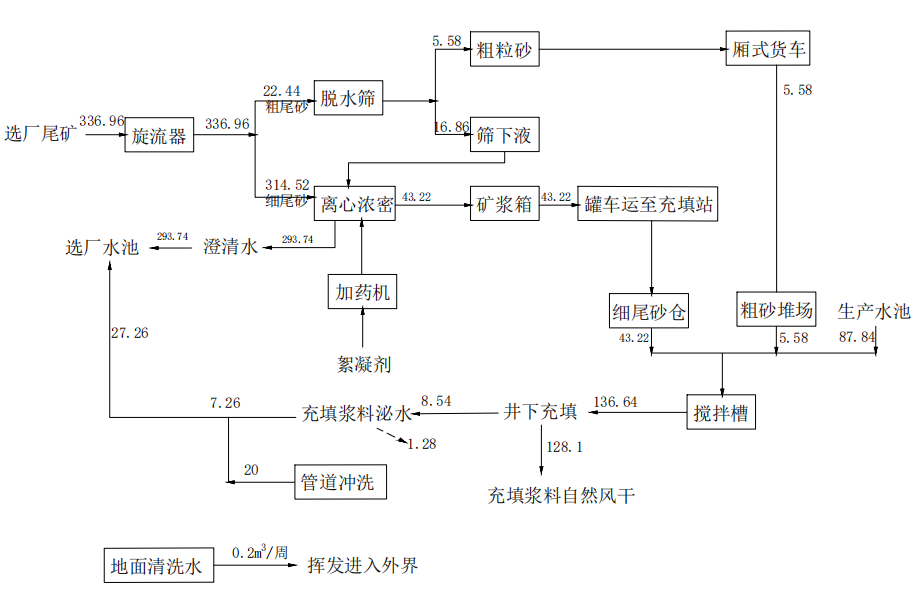 5.58
粗粒砂
厢式货车
22.44
粗尾砂
脱水筛
5.58
选厂尾矿
336.96
旋流器
336.96
16.86
筛下液
314.52
细尾砂
离心浓密
43.22
矿浆箱
43.22
罐车运至充填站
选厂水池
293.74
澄清水
293.74
加药机
细尾砂仓
粗砂堆场
生产水池
27.26
43.22
5.58
87.84
絮凝剂
7.26
充填浆料泌水
8.54
井下充填
136.64
搅拌槽
1.28
128.1
20
管道冲洗
充填浆料自然风干
地面清洗水
0.2m³/周
挥发进入外界